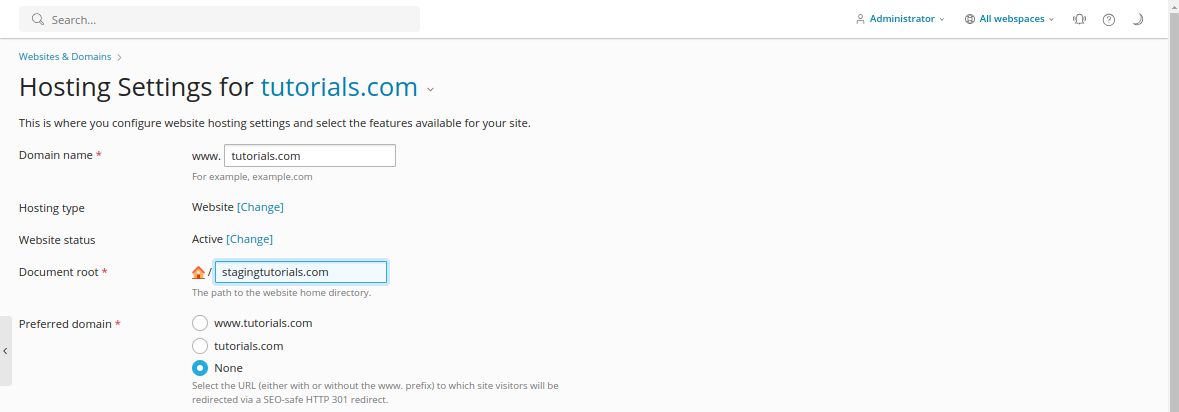 Search...
Administrator
All webspaces
Websites & Domains
Hosting Settings for tutorials.com
This is where you configure website hosting settings and select the features available for your site.
Domain name *
www. tutorials.com
For example, example.com
Hosting type
Website [Change]
Website status
Active [Change]
Document root *
/ stagingtutorials.com
The path to the website home directory.
Preferred domain *
www.tutorials.com
tutorials.com
None
Select the URL (either with or without the www. prefix) to which site visitors will be
redirected via a SEO-safe HTTP 301 redirect.